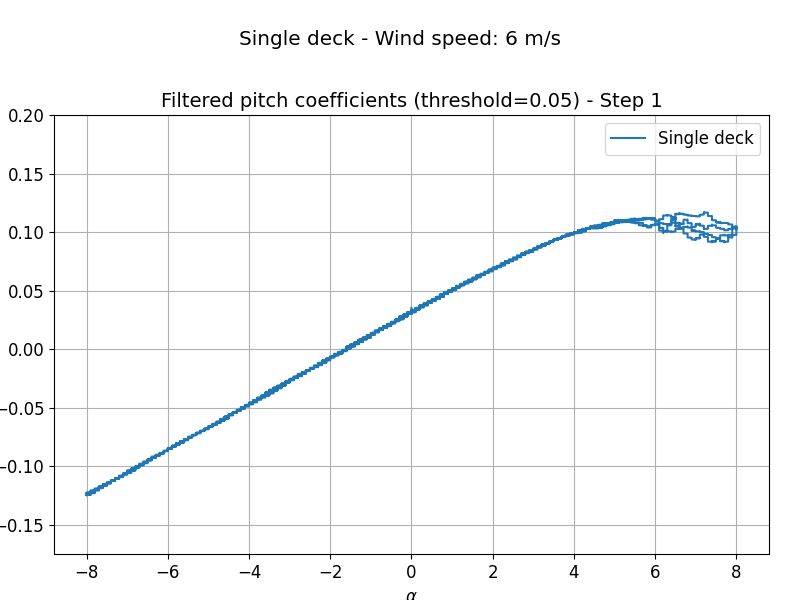 Single deck - Wind speed: 6 m/s
Filtered pitch coefficients (threshold=0.05) - Step 1
Single deck
0.20
0.15
0.10
0.05
0.00
−0.05
−0.10
−0.15
−8 −6 −4 −2 0 2 4 6 8
α